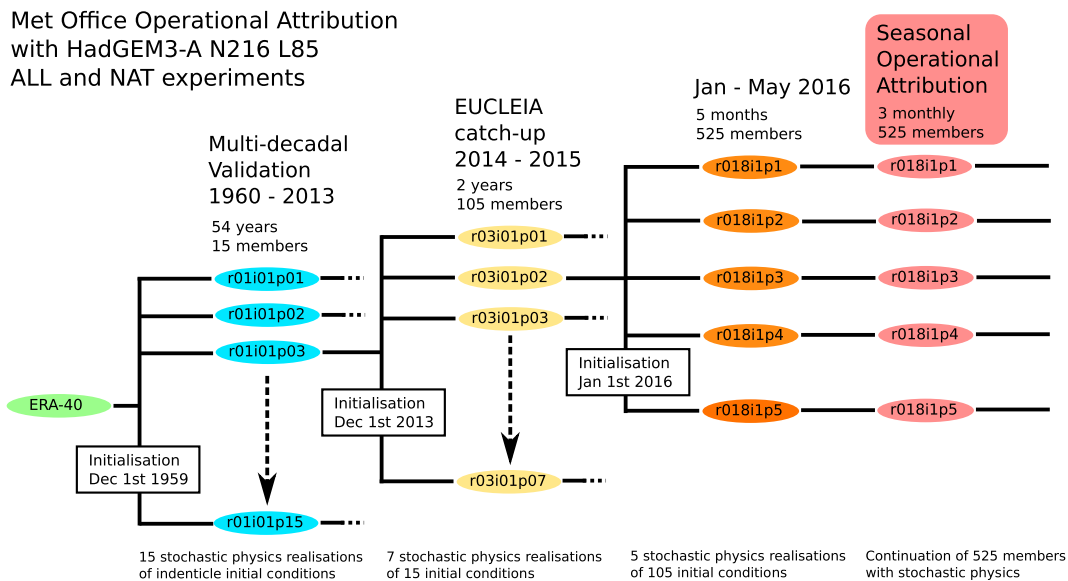 Met Office Operational Attribution
with HadGEM3-A N216 L85
ALL and NAT experiments
Multi-decadal
Validation
1960 - 2013
54 years
15 members
EUCLEIA
catch-up
2014 - 2015
2 years
105 members
Jan - May 2016
5 months
525 members
Seasonal
Operational
Attribution
3 monthly
525 members
ERA-40
Initialisation
Dec 1st 1959
r01i01p01
r01i01p02
r01i01p03
r01i01p15
Initialisation
Dec 1st 2013
r03i01p01
r03i01p02
r03i01p03
r03i01p07
Initialisation
Jan 1st 2016
r018i1p1
r018i1p2
r018i1p3
r018i1p4
r018i1p5
r018i1p1
r018i1p2
r018i1p3
r018i1p4
r018i1p5
15 stochastic physics realisations
of indenticle initial conditions
7 stochastic physics realisations
of 15 initial conditions
5 stochastic physics realisations
of 105 initial conditions
Continuation of 525 members
with stochastic physics